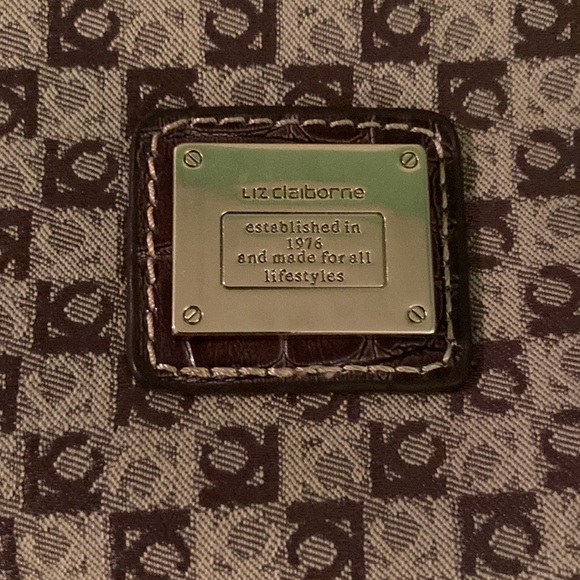 LIZ claiborne
established in
1976
and made for all
lifestyles